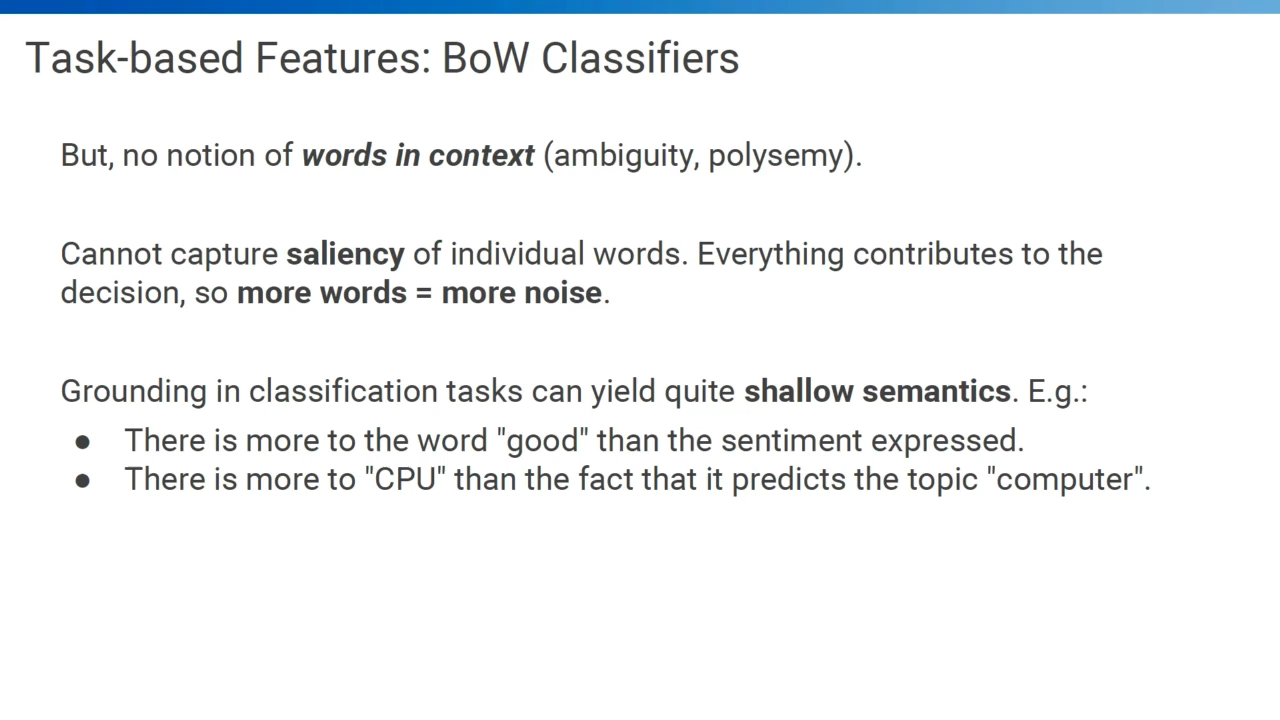 Task-based Features: BoW Classifiers
But, no notion of words in context (ambiguity, polysemy).
Cannot capture saliency of individual words. Everything contributes to the
decision, so more words = more noise.
Grounding in classification tasks can yield quite shallow semantics. E.g.:
● There is more to the word "good" than the sentiment expressed.
● There is more to "CPU" than the fact that it predicts the topic "computer".